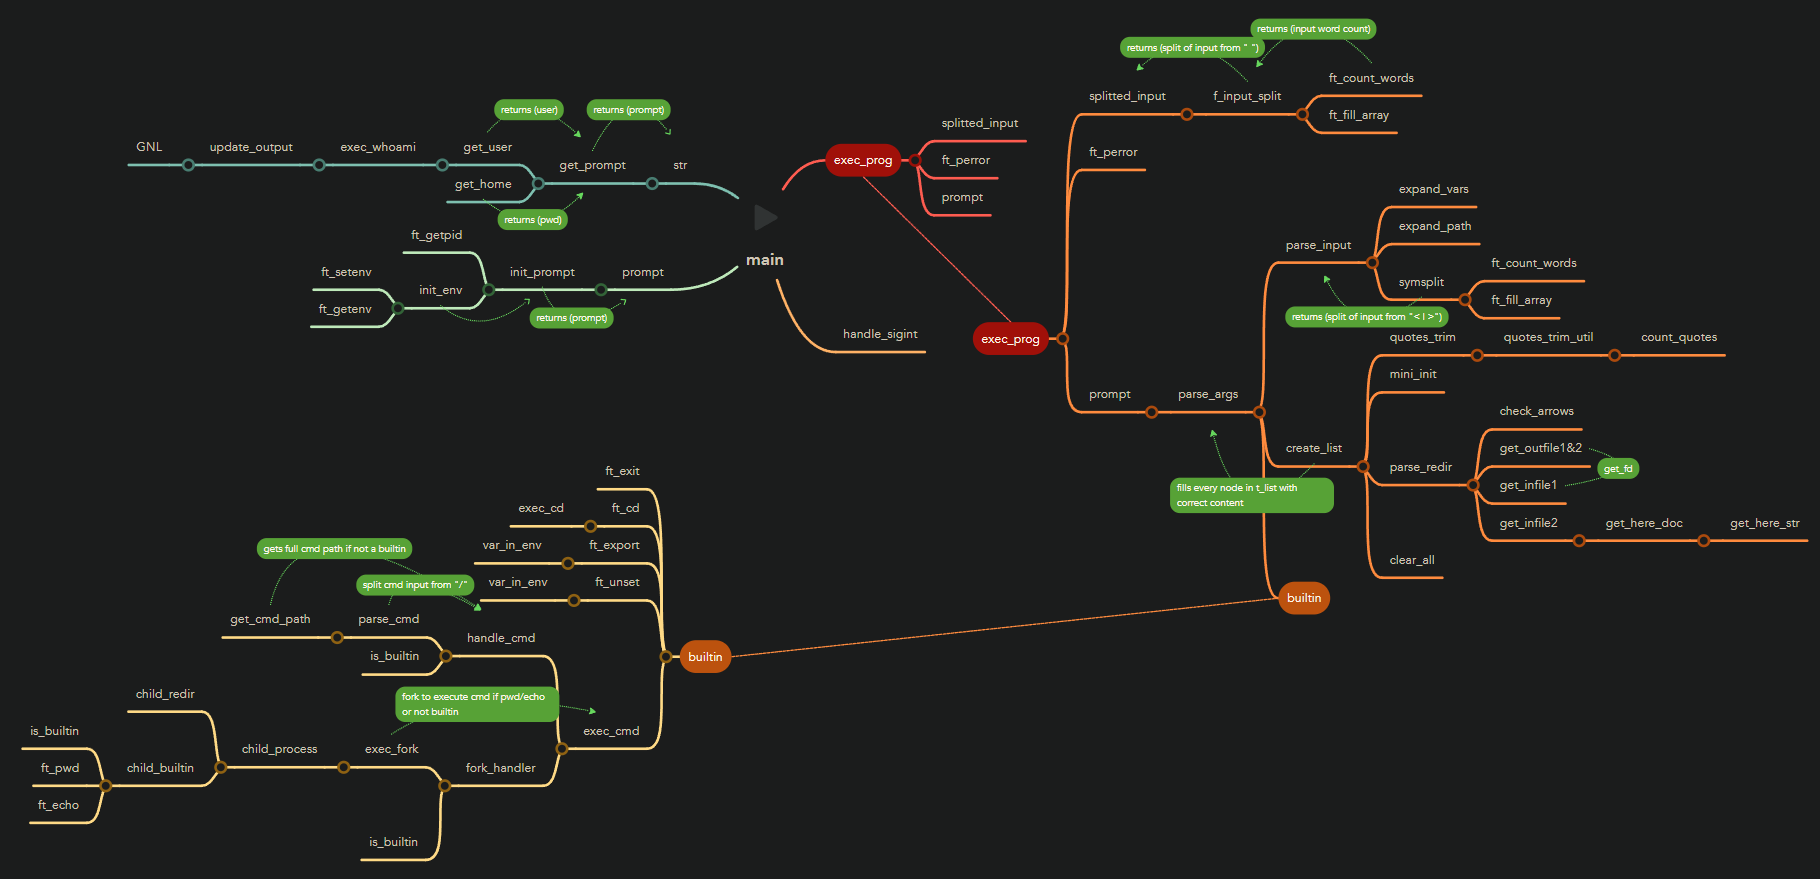 returns (input word count)
returns (split of input from " ")
ft_count_words
splitted_input
f_input_split
ft_fill_array
returns (user)
returns (prompt)
splitted_input
GNL
update_output
exec_whoami
get_user
get_prompt
str
exec_prog
ft_perror
ft_perror
get_home
prompt
returns (pwd)
expand_vars
expand_path
ft_getpid
parse_input
main
ft_setenv
init_env
init_prompt
prompt
symsplit
ft_count_words
ft_fill_array
ft_getenv
returns (prompt)
returns (split of input from "< | >")
handle_sigint
exec_prog
quotes_trim
quotes_trim_util
count_quotes
mini_init
prompt
parse_args
check_arrows
create_list
get_outfile1&2
parse_redir
get_fd
ft_exit
get_infile1
fills every node in t_list with
correct content
exec_cd
ft_cd
get_infile2
get_here_doc
get_here_str
gets full cmd path if not a builtin
var_in_env
ft_export
clear_all
split cmd input from "/"
var_in_env
ft_unset
builtin
get_cmd_path
parse_cmd
handle_cmd
is_builtin
builtin
child_redir
fork to execute cmd if pwd/echo
or not builtin
is_builtin
exec_cmd
child_process
exec_fork
ft_pwd
child_builtin
fork_handler
ft_echo
is_builtin